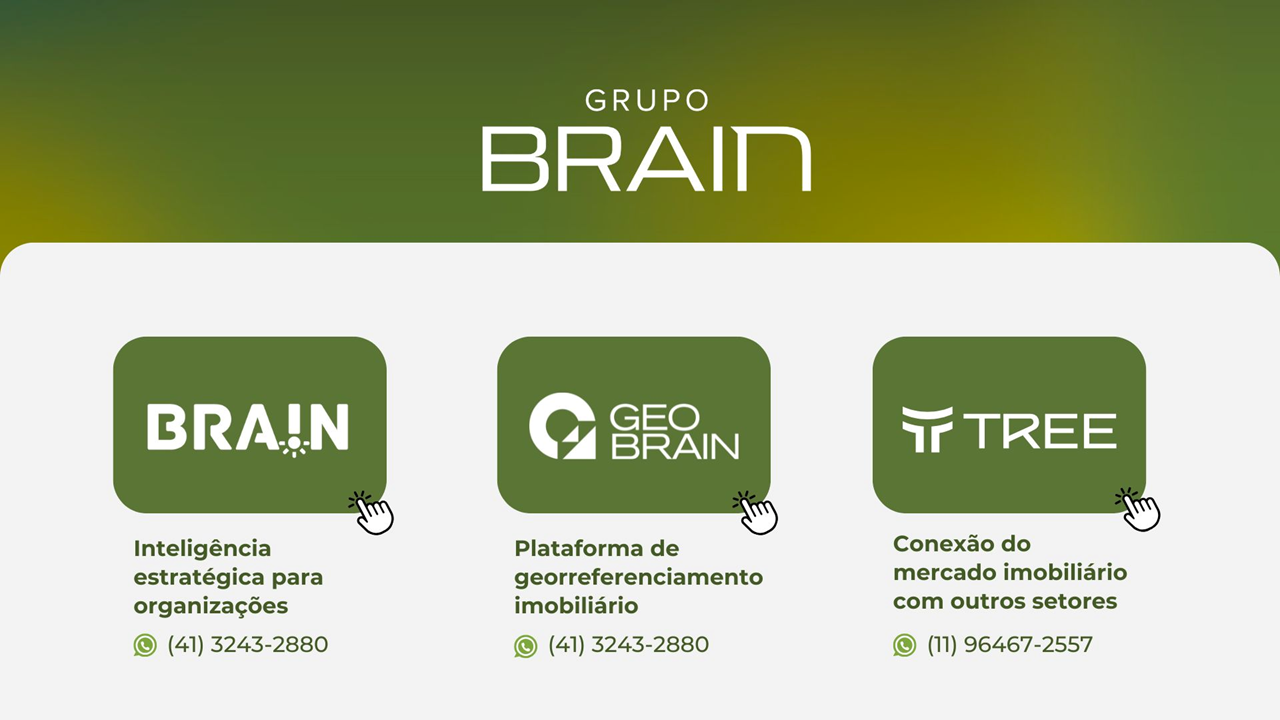 GRUPO
BRAIN
BRAIN
GEO
BRAIN
TREE
Inteligência
estratégica para
organizações
(41) 3243-2880
Plataforma de
georreferenciamento
imobiliário
(41) 3243-2880
Conexão do
mercado imobiliário
com outros setores
(11) 96467-2557